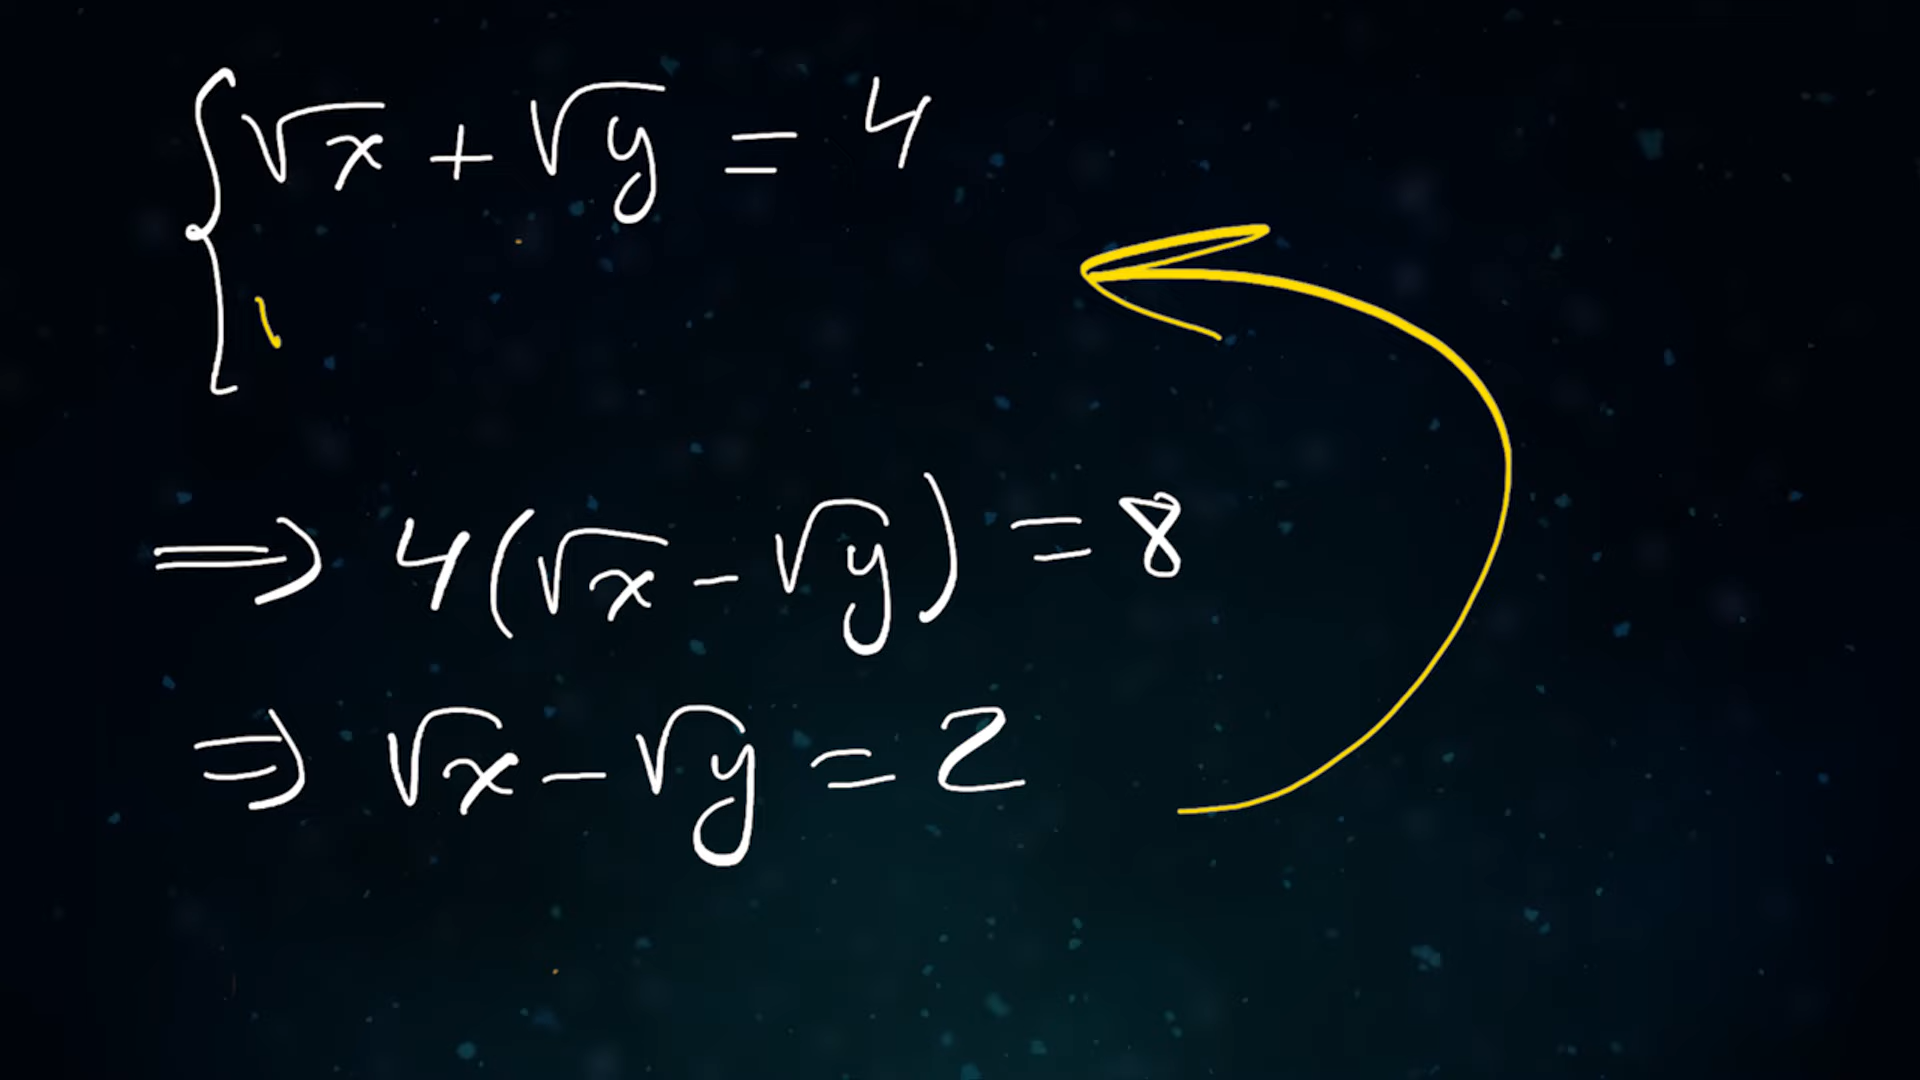 √x + √y = 4
⇒ 4(√x - √y) = 8
⇒ √x - √y = 2